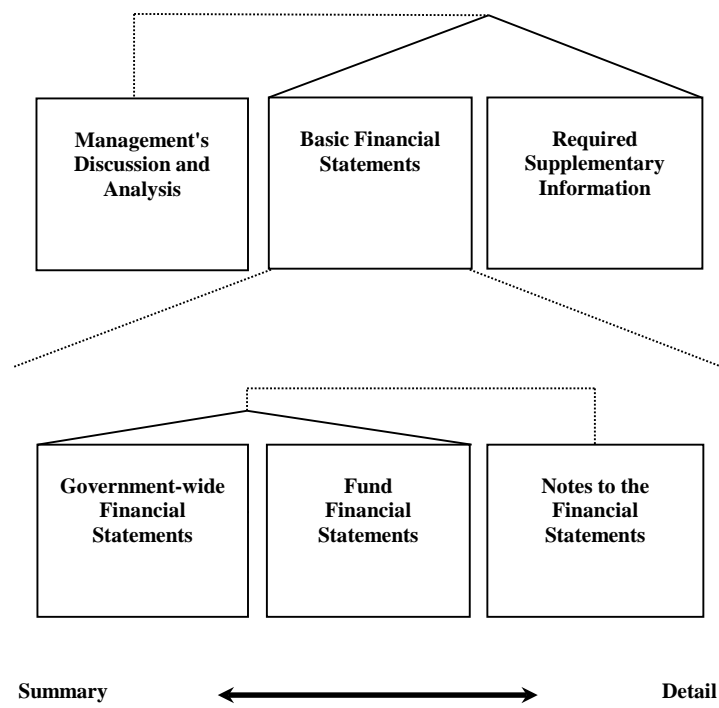 Management's
Discussion and
Analysis
Basic Financial
Statements
Required
Supplementary
Information
Government-wide
Financial
Statements
Fund
Financial
Statements
Notes to the
Financial
Statements
Summary
Detail